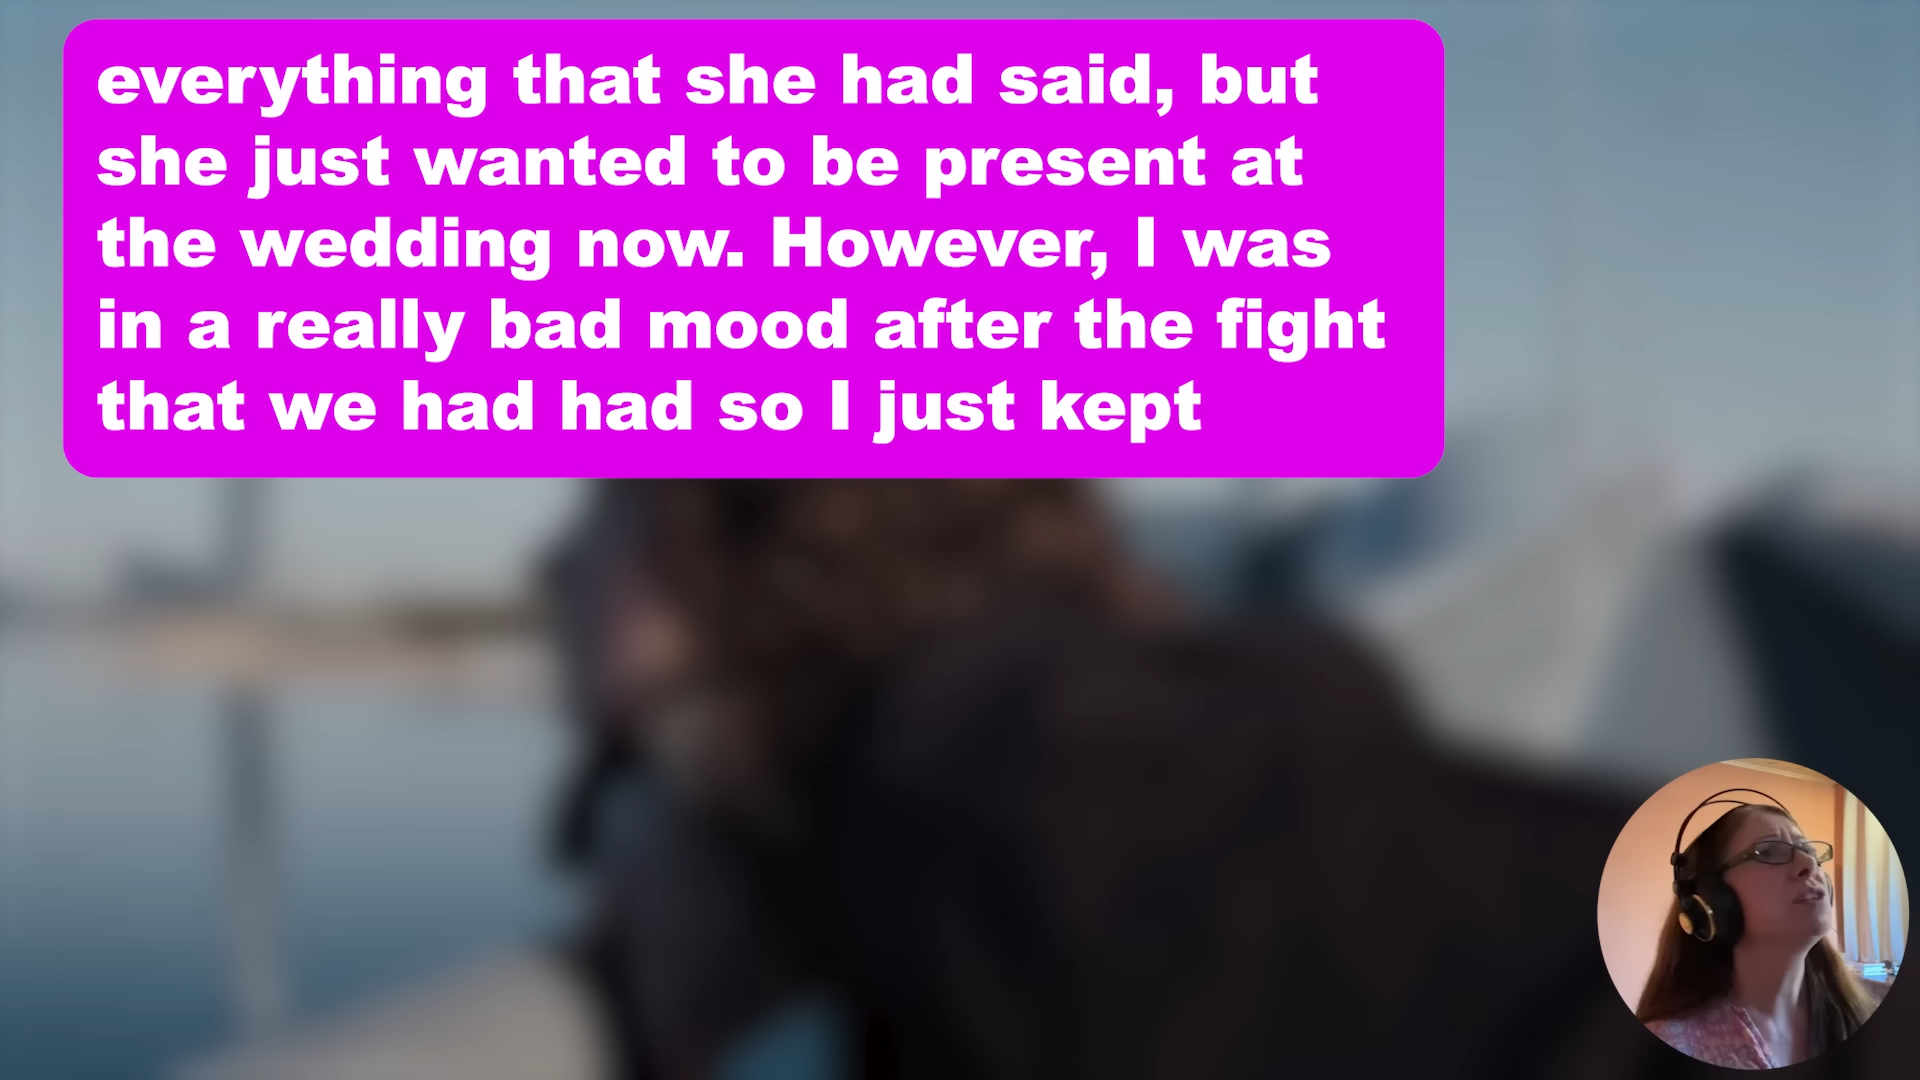 everything that she had said, but
she just wanted to be present at
the wedding now. However, I was
in a really bad mood after the fight
that we had had so I just kept